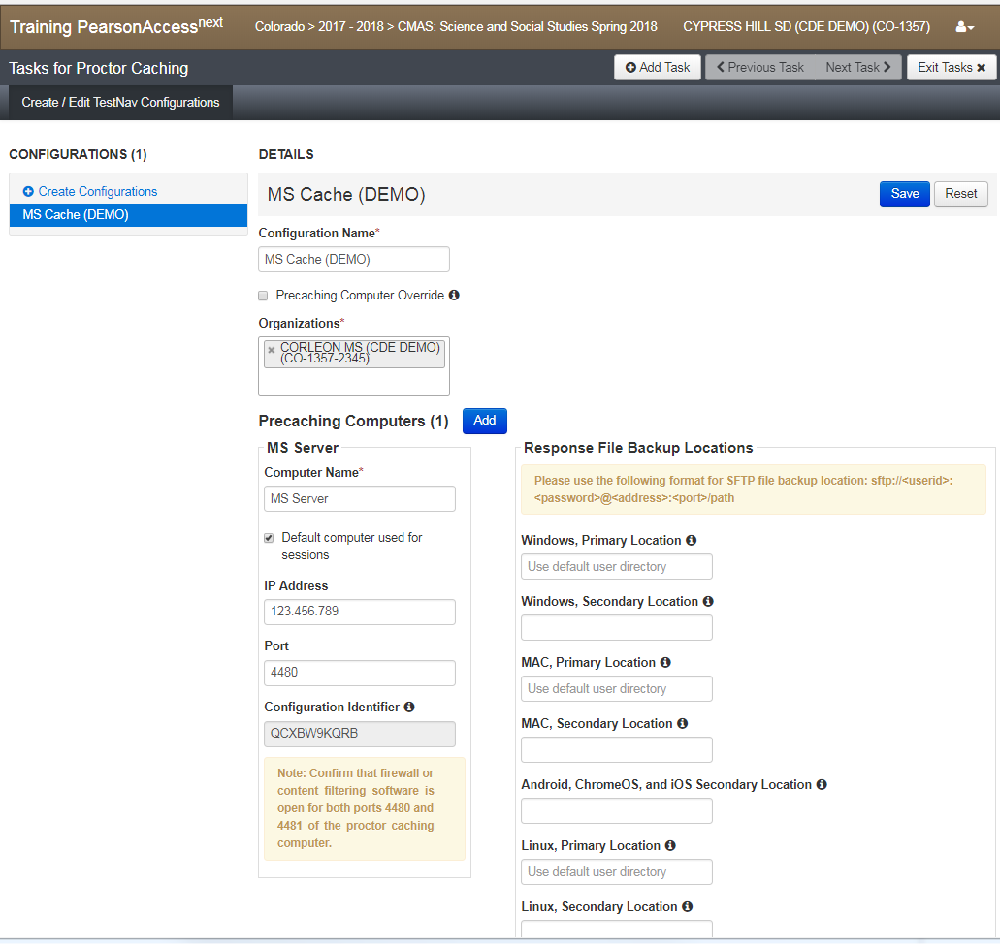 Training PearsonAccessnext
Colorado > 2017 - 2018 > CMAS: Science and Social Studies Spring 2018
CYPRESS HILL SD (CDE DEMO) (CO-1357)
Tasks for Proctor Caching
Add Task
Previous Task
Next Task
Exit Tasks
Create / Edit TestNav Configurations
CONFIGURATIONS (1)
Create Configurations
MS Cache (DEMO)
DETAILS
MS Cache (DEMO)
Save
Reset
Configuration Name*
MS Cache (DEMO)
Precaching Computer Override
Organizations*
CORLEON MS (CDE DEMO)
(CO-1357-2345)
Precaching Computers (1)
Add
MS Server
Computer Name*
MS Server
Default computer used for
sessions
IP Address
123.456.789
Port
4480
Configuration Identifier
QCXBW9KQRB
Note: Confirm that firewall or
content filtering software is
open for both ports 4480 and
4481 of the proctor caching
computer.
Response File Backup Locations
Please use the following format for SFTP file backup location: sftp://<userid>:
<password>@<address>:<port>/path
Windows, Primary Location
Use default user directory
Windows, Secondary Location
MAC, Primary Location
Use default user directory
MAC, Secondary Location
Android, ChromeOS, and iOS Secondary Location
Linux, Primary Location
Use default user directory
Linux, Secondary Location